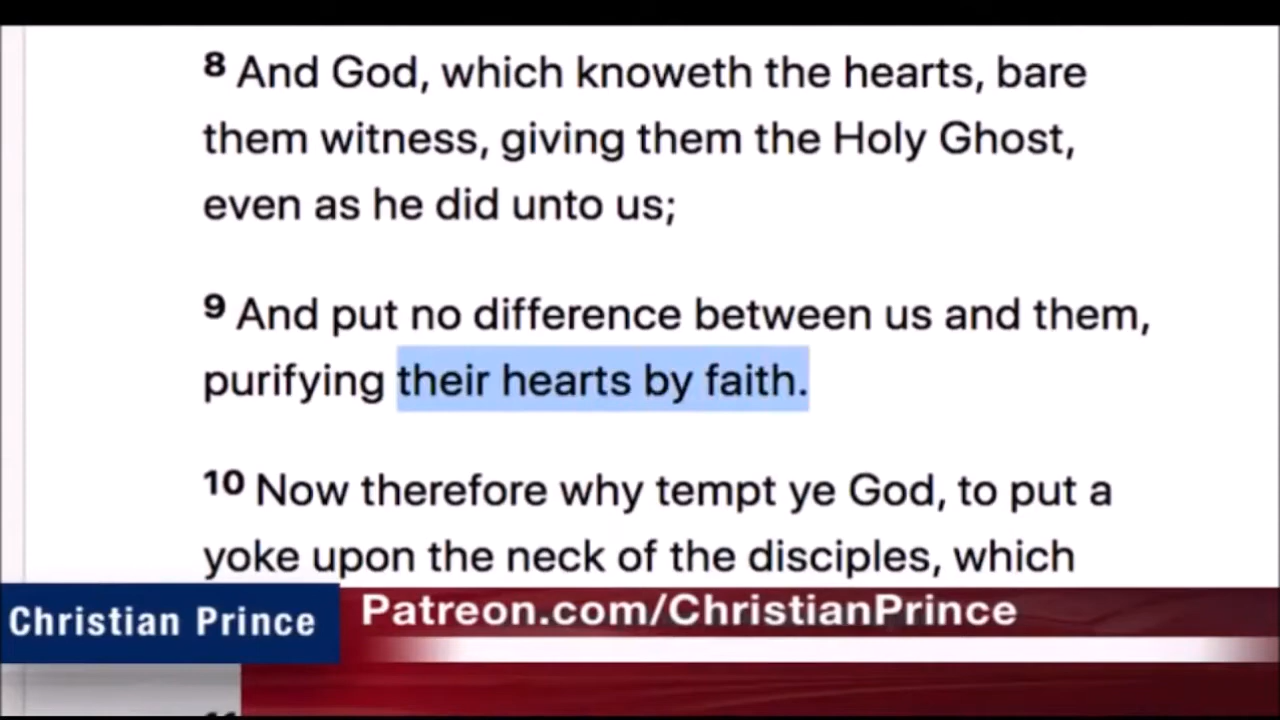 8 And God, which knoweth the hearts, bare
them witness, giving them the Holy Ghost,
even as he did unto us;
9 And put no difference between us and them,
purifying their hearts by faith.
10 Now therefore why tempt ye God, to put a
yoke upon the neck of the disciples, which
Christian Prince
Patreon.com/ChristianPrince